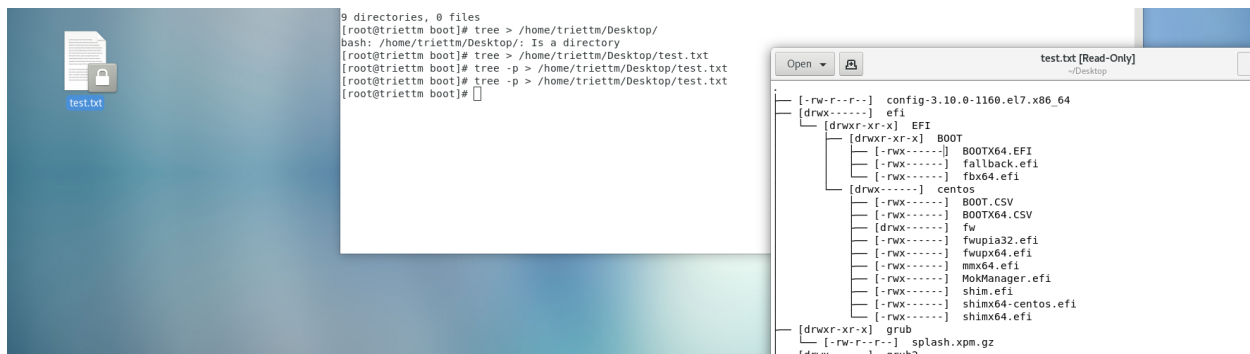 test.txt
9 directories, 0 files
[root@triettm boot]# tree > /home/triettm/Desktop/
bash: /home/triettm/Desktop/: Is a directory
[root@triettm boot]# tree > /home/triettm/Desktop/test.txt
[root@triettm boot]# tree -p > /home/triettm/Desktop/test.txt
[root@triettm boot]# tree -p > /home/triettm/Desktop/test.txt
[root@triettm boot]#
Open
test.txt [Read-Only]
~/Desktop
.
├── [-rw-r--r--]  config-3.10.0-1160.el7.x86_64
├── [drwx------]  efi
│   └── [drwxr-xr-x]  EFI
│       ├── [drwxr-xr-x]  BOOT
│       │   ├── [-rwx------]  BOOTX64.EFI
│       │   ├── [-rwx------]  fallback.efi
│       │   └── [-rwx------]  fbx64.efi
│       └── [drwx------]  centos
│           ├── [-rwx------]  BOOT.CSV
│           ├── [-rwx------]  BOOTX64.CSV
│           ├── [drwx------]  fw
│           ├── [-rwx------]  fwupia32.efi
│           ├── [-rwx------]  fwupx64.efi
│           ├── [-rwx------]  mmx64.efi
│           ├── [-rwx------]  MokManager.efi
│           ├── [-rwx------]  shim.efi
│           ├── [-rwx------]  shimx64-centos.efi
│           └── [-rwx------]  shimx64.efi
├── [drwxr-xr-x]  grub
│   └── [-rw-r--r--]  splash.xpm.gz
├── [drwx------]  grub2